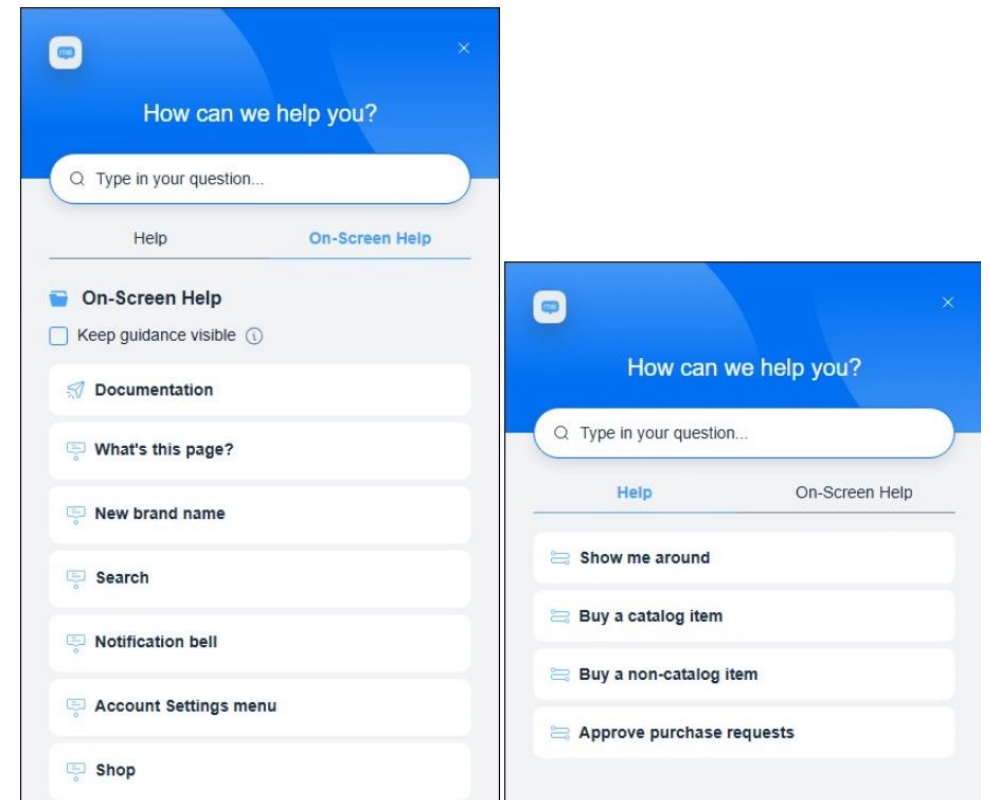 me
How can we help you?
Type in your question...
Help On-Screen Help
On-Screen Help
Keep guidance visible i
Documentation
What's this page?
New brand name
Search
Notification bell
Account Settings menu
Shop
me
How can we help you?
Type in your question...
Help On-Screen Help
Show me around
Buy a catalog item
Buy a non-catalog item
Approve purchase requests